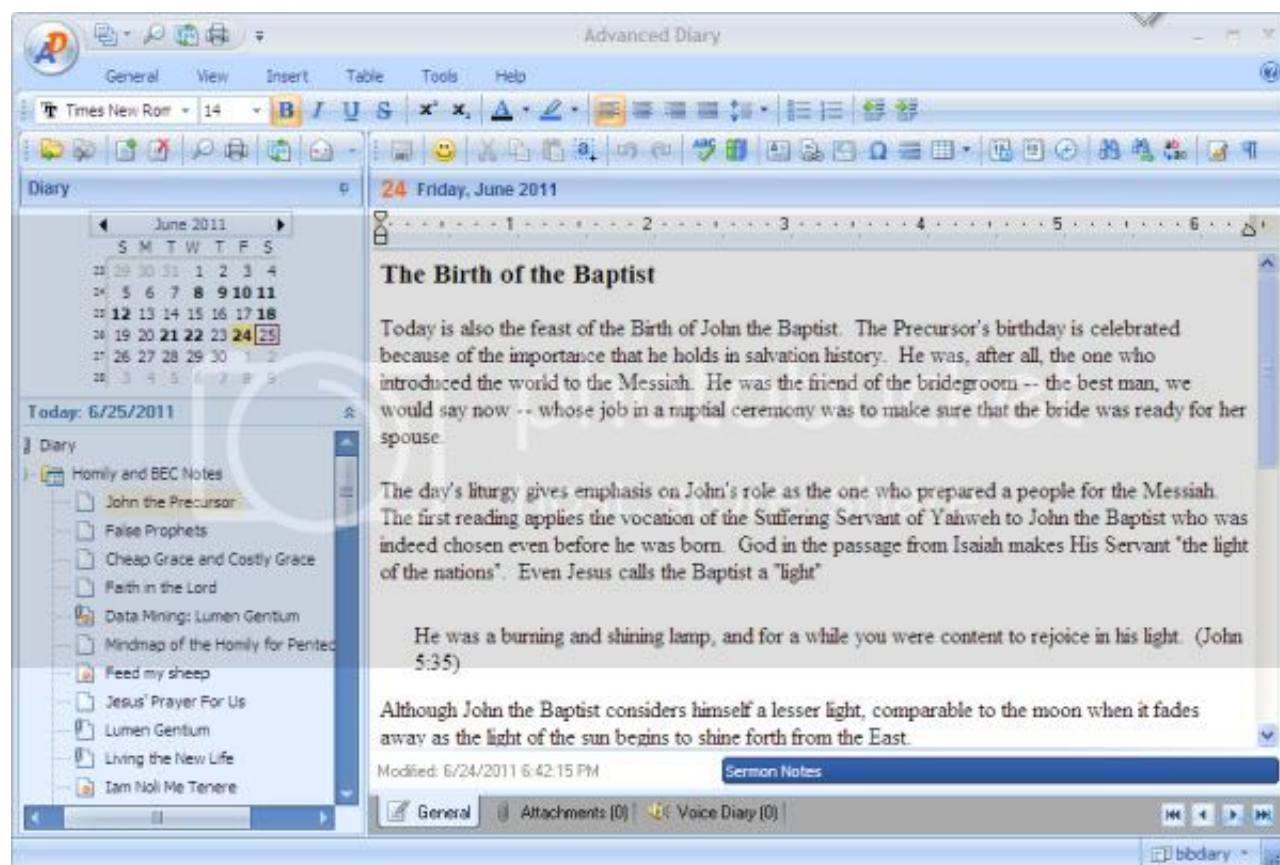 Advanced Diary
General View Insert Table Tools Help
Times New Rom 14 B I U S x² x₂ A
Diary
24 Friday, June 2011
June 2011
S M T W T F S
23 29 30 31 1 2 3 4
24 5 6 7 8 9 10 11
25 12 13 14 15 16 17 18
26 19 20 21 22 23 24 25
27 26 27 28 29 30 1 2
28 3 4 5 6 7 8 9
Today: 6/25/2011
Diary
Homily and BEC Notes
John the Precursor
False Prophets
Cheap Grace and Costly Grace
Faith in the Lord
Data Mining: Lumen Gentium
Mindmap of the Homily for Pentec
Feed my sheep
Jesus' Prayer For Us
Lumen Gentium
Living the New Life
Iam Noli Me Tenere
1 2 3 4 5 6
The Birth of the Baptist
Today is also the feast of the Birth of John the Baptist. The Precursor's birthday is celebrated
because of the importance that he holds in salvation history. He was, after all, the one who
introduced the world to the Messiah. He was the friend of the bridegroom -- the best man, we
would say now -- whose job in a nuptial ceremony was to make sure that the bride was ready for her
spouse.
The day's liturgy gives emphasis on John's role as the one who prepared a people for the Messiah.
The first reading applies the vocation of the Suffering Servant of Yahweh to John the Baptist who was
indeed chosen even before he was born. God in the passage from Isaiah makes His Servant "the light
of the nations". Even Jesus calls the Baptist a "light"
He was a burning and shining lamp, and for a while you were content to rejoice in his light. (John
5:35)
Although John the Baptist considers himself a lesser light, comparable to the moon when it fades
away as the light of the sun begins to shine forth from the East.
Modified: 6/24/2011 6:42:15 PM
Sermon Notes
General Attachments (0) Voice Diary (0)
bbdiary
photobucket